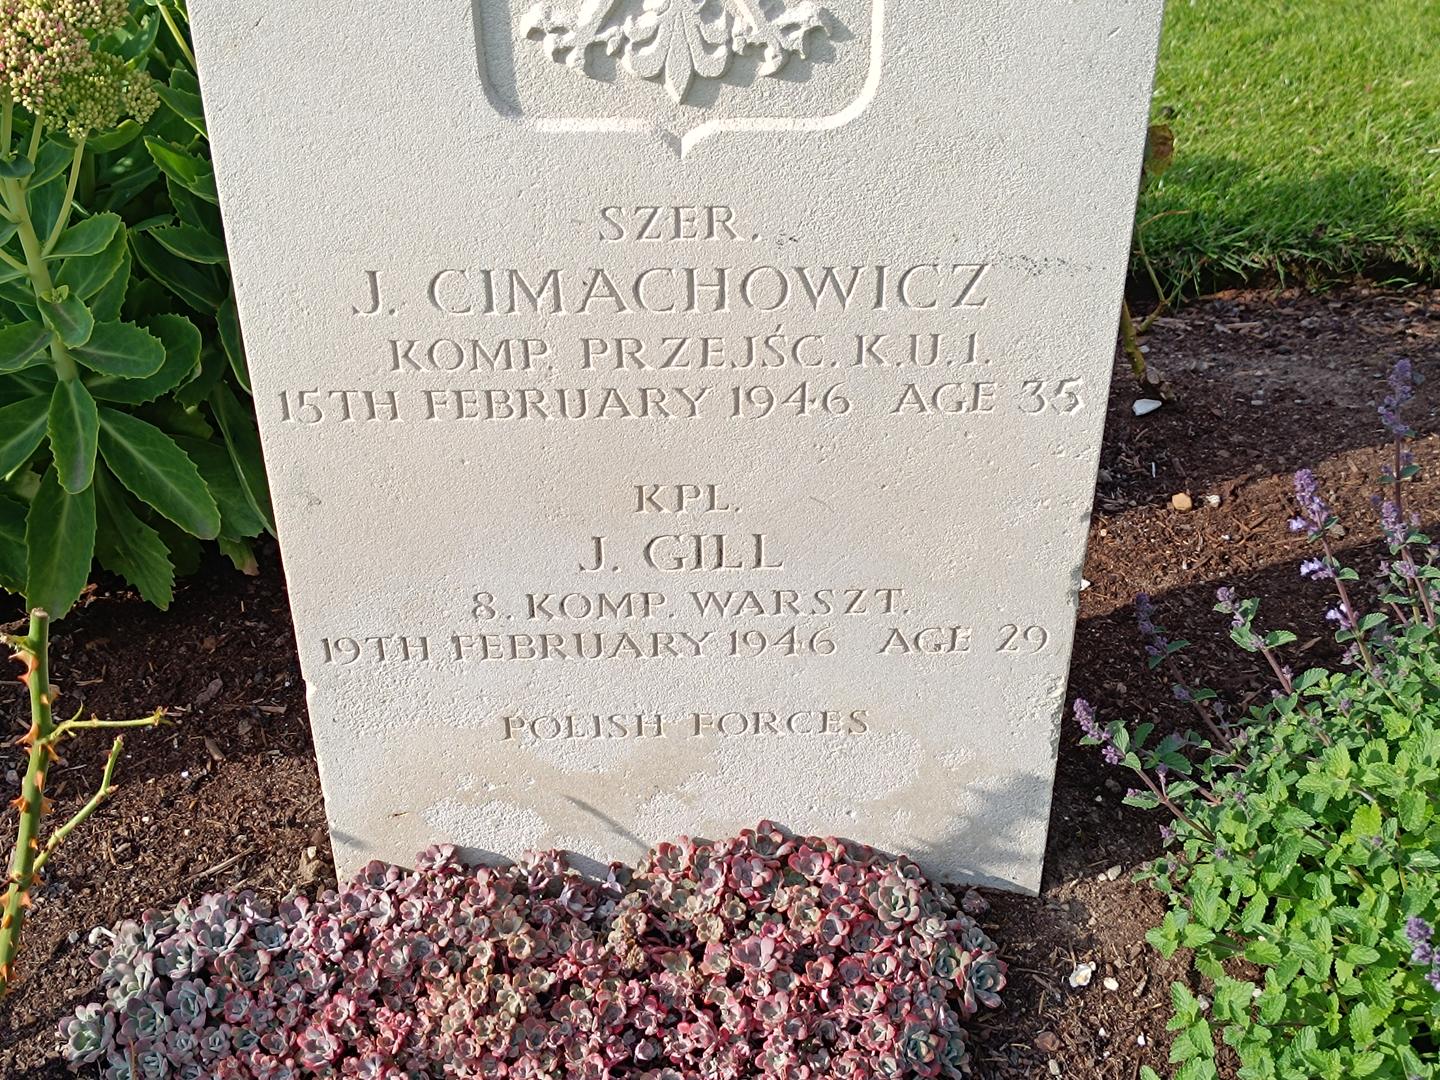 SZER.
J. CIMACHOWICZ
KOMP. PRZEJŚC. K.U.1.
15TH FEBRUARY 1946 AGE 35
KPL.
J. GILL
8. KOMP. WARSZT.
19TH FEBRUARY 1946 AGE 29
POLISH FORCES